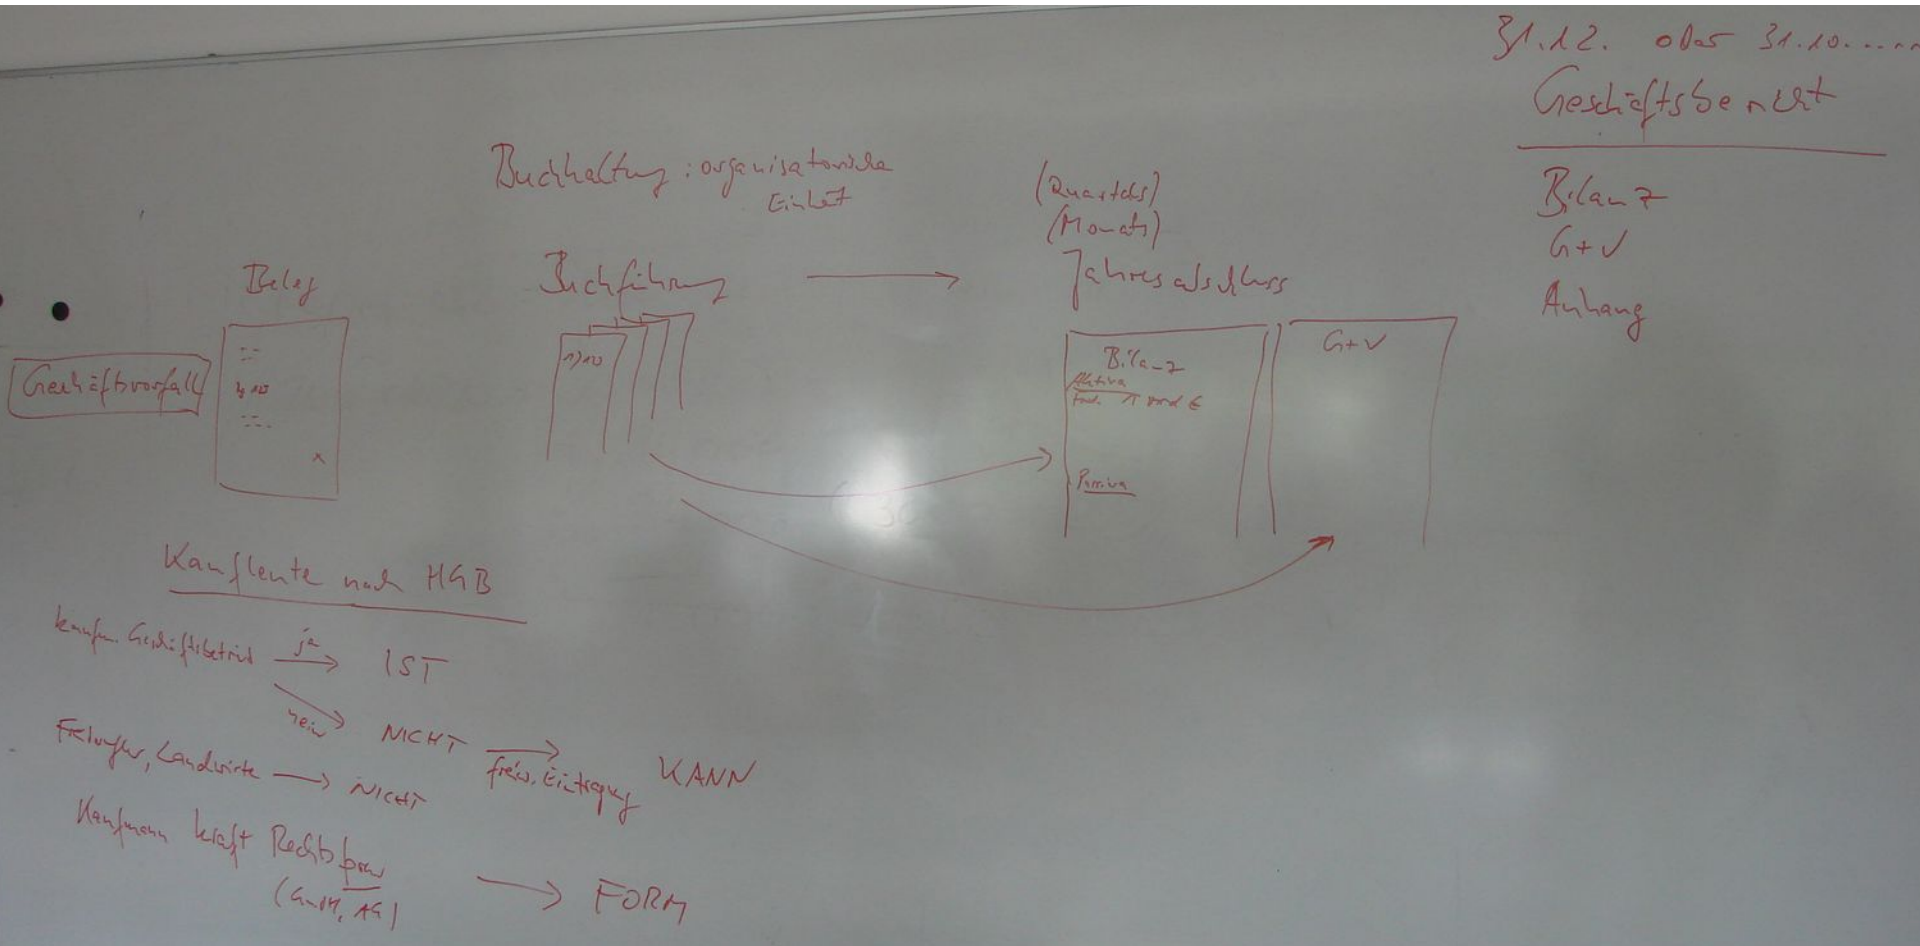 31.12. oder 31.10.....
Geschäftsbericht
Bilanz
G+V
Anhang
Buchhaltung: organisatorische
Einheit
(Quartals)
(Monats)
Beleg
Buchführung
Jahresabschluss
Geschäftsvorfall
Bilanz
Aktiva
G+V
Passiva
Kaufleute nach HGB
kaufm. Geschäftsbetrieb ja IST
nein NICHT freiw. Eintragung KANN
Freiberufler, Landwirte NICHT
Kaufmann kraft Rechtsform
(GmbH, AG) FORM